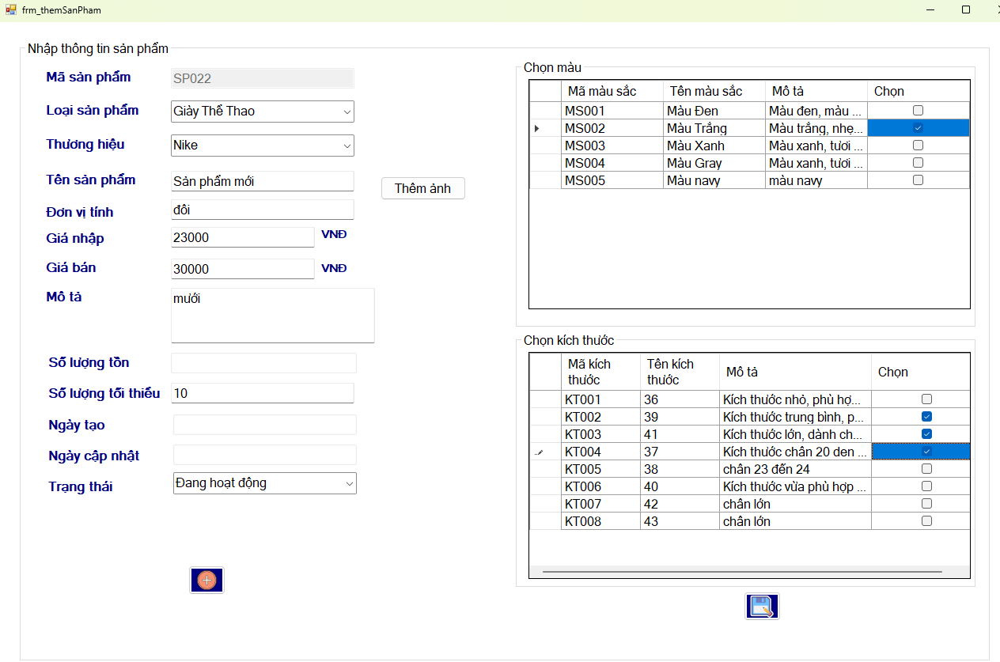 frm_themSanPham
Nhập thông tin sản phẩm
Mã sản phẩm SP022
Loại sản phẩm Giày Thể Thao
Thương hiệu Nike
Tên sản phẩm Sản phẩm mới
Thêm ảnh
Đơn vị tính đôi
Giá nhập 23000 VNĐ
Giá bán 30000 VNĐ
Mô tả mưới
Số lượng tồn
Số lượng tối thiểu 10
Ngày tạo
Ngày cập nhật
Trạng thái Đang hoạt động
Chọn màu
Mã màu sắc Tên màu sắc Mô tả Chọn
MS001 Màu Đen Màu đen, màu ...
MS002 Màu Trắng Màu trắng, nhẹ...
MS003 Màu Xanh Màu xanh, tươi ...
MS004 Màu Gray Màu xanh, tươi ...
MS005 Màu navy màu navy
Chọn kích thước
Mã kích thước Tên kích thước Mô tả Chọn
KT001 36 Kích thước nhỏ, phù hợ...
KT002 39 Kích thước trung bình, p...
KT003 41 Kích thước lớn, dành ch...
KT004 37 Kích thước chân 20 den ...
KT005 38 chân 23 đến 24
KT006 40 Kích thước vừa phù hợp ...
KT007 42 chân lớn
KT008 43 chân lớn